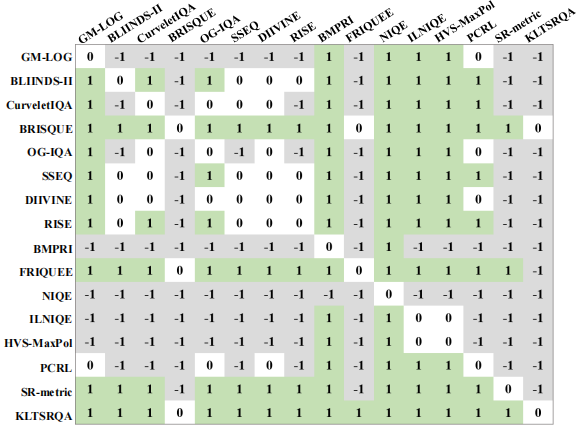 GM-LOG BLIINDS-II CurveletIQA BRISQUE OG-IQA SSEQ DIIVINE RISE BMPRI FRIQUEE NIQE ILNIQE HVS-MaxPol PCRL SR-metric KLTSRQA
GM-LOG 0 -1 -1 -1 -1 -1 -1 -1 1 -1 1 1 1 0 -1 -1
BLIINDS-II 1 0 1 -1 1 0 0 0 1 -1 1 1 1 1 -1 -1
CurveletIQA 1 -1 0 -1 0 0 0 -1 1 -1 1 1 1 1 -1 -1
BRISQUE 1 1 1 0 1 1 1 1 1 0 1 1 1 1 1 0
OG-IQA 1 -1 0 -1 0 -1 0 -1 1 -1 1 1 1 0 -1 -1
SSEQ 1 0 0 -1 1 0 0 0 1 -1 1 1 1 1 -1 -1
DIIVINE 1 0 0 -1 0 0 0 0 1 -1 1 1 1 0 -1 -1
RISE 1 0 1 -1 1 0 0 0 1 -1 1 1 1 1 -1 -1
BMPRI -1 -1 -1 -1 -1 -1 -1 -1 0 -1 1 -1 -1 -1 -1 -1
FRIQUEE 1 1 1 0 1 1 1 1 1 0 1 1 1 1 1 -1
NIQE -1 -1 -1 -1 -1 -1 -1 -1 -1 -1 0 -1 -1 -1 -1 -1
ILNIQE -1 -1 -1 -1 -1 -1 -1 -1 1 -1 1 0 0 -1 -1 -1
HVS-MaxPol -1 -1 -1 -1 -1 -1 -1 -1 1 -1 1 0 0 -1 -1 -1
PCRL 0 -1 -1 -1 0 -1 0 -1 1 -1 1 1 1 0 -1 -1
SR-metric 1 1 1 -1 1 1 1 1 1 -1 1 1 1 1 0 -1
KLTSRQA 1 1 1 0 1 1 1 1 1 1 1 1 1 1 1 0